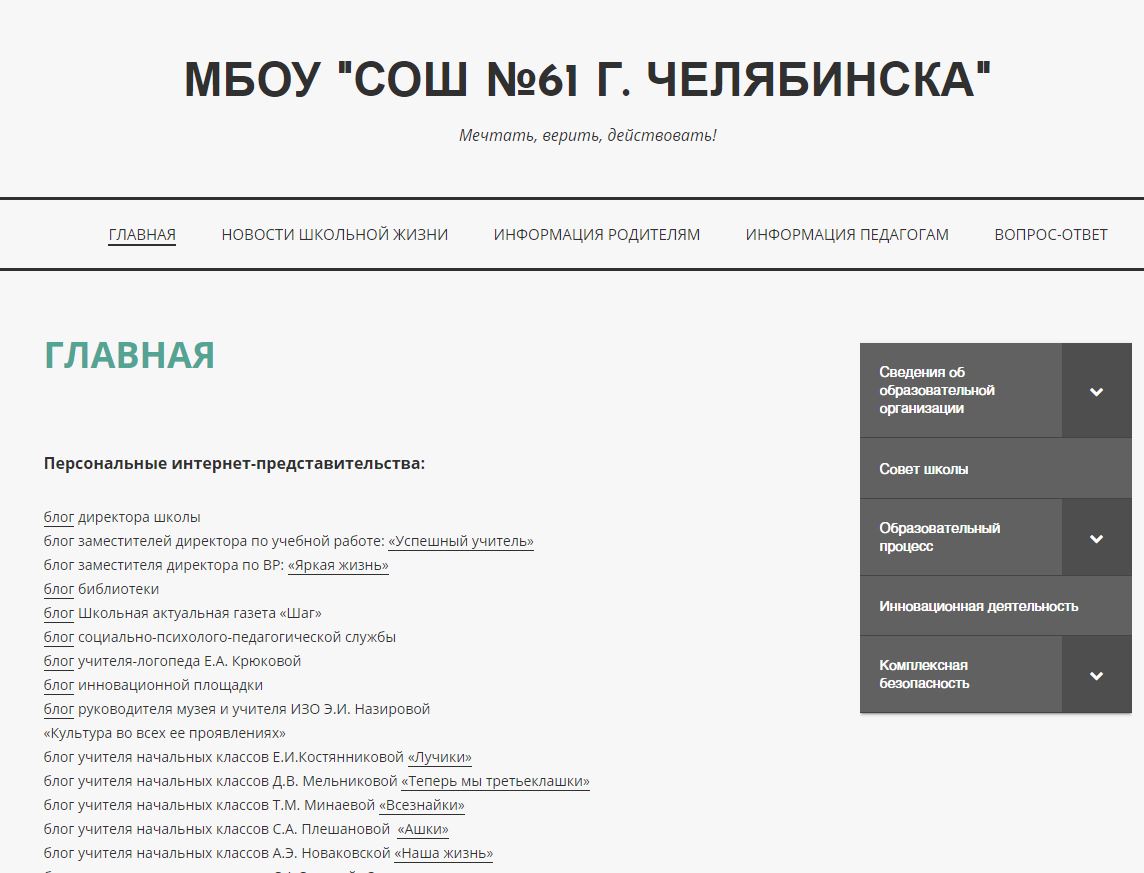 МБОУ "СОШ №61 Г. ЧЕЛЯБИНСКА"
Мечтать, верить, действовать!
ГЛАВНАЯ НОВОСТИ ШКОЛЬНОЙ ЖИЗНИ ИНФОРМАЦИЯ РОДИТЕЛЯМ ИНФОРМАЦИЯ ПЕДАГОГАМ ВОПРОС-ОТВЕТ
ГЛАВНАЯ
Персональные интернет-представительства:
блог директора школы
блог заместителей директора по учебной работе: «Успешный учитель»
блог заместителя директора по ВР: «Яркая жизнь»
блог библиотеки
блог Школьная актуальная газета «Шаг»
блог социально-психолого-педагогической службы
блог учителя-логопеда Е.А. Крюковой
блог инновационной площадки
блог руководителя музея и учителя ИЗО Э.И. Назировой
«Культура во всех ее проявлениях»
блог учителя начальных классов Е.И.Костянниковой «Лучики»
блог учителя начальных классов Д.В. Мельниковой «Теперь мы третьеклашки»
блог учителя начальных классов Т.М. Минаевой «Всезнайки»
блог учителя начальных классов С.А. Плешановой «Ашки»
блог учителя начальных классов А.Э. Новаковской «Наша жизнь»
Сведения об
образовательной
организации
Совет школы
Образовательный
процесс
Инновационная деятельность
Комплексная
безопасность